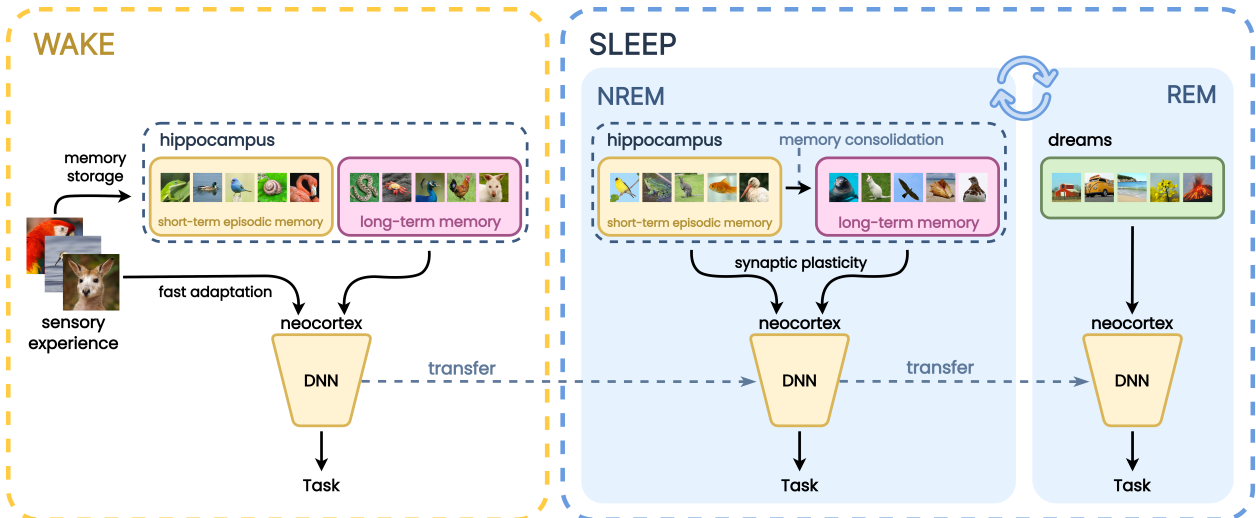 WAKE
hippocampus
memory
storage
short-term episodic memory
long-term memory
fast adaptation
sensory
experience
neocortex
DNN
transfer
Task
SLEEP
NREM
hippocampus
memory consolidation
short-term episodic memory
long-term memory
synaptic plasticity
neocortex
DNN
transfer
Task
REM
dreams
neocortex
DNN
Task